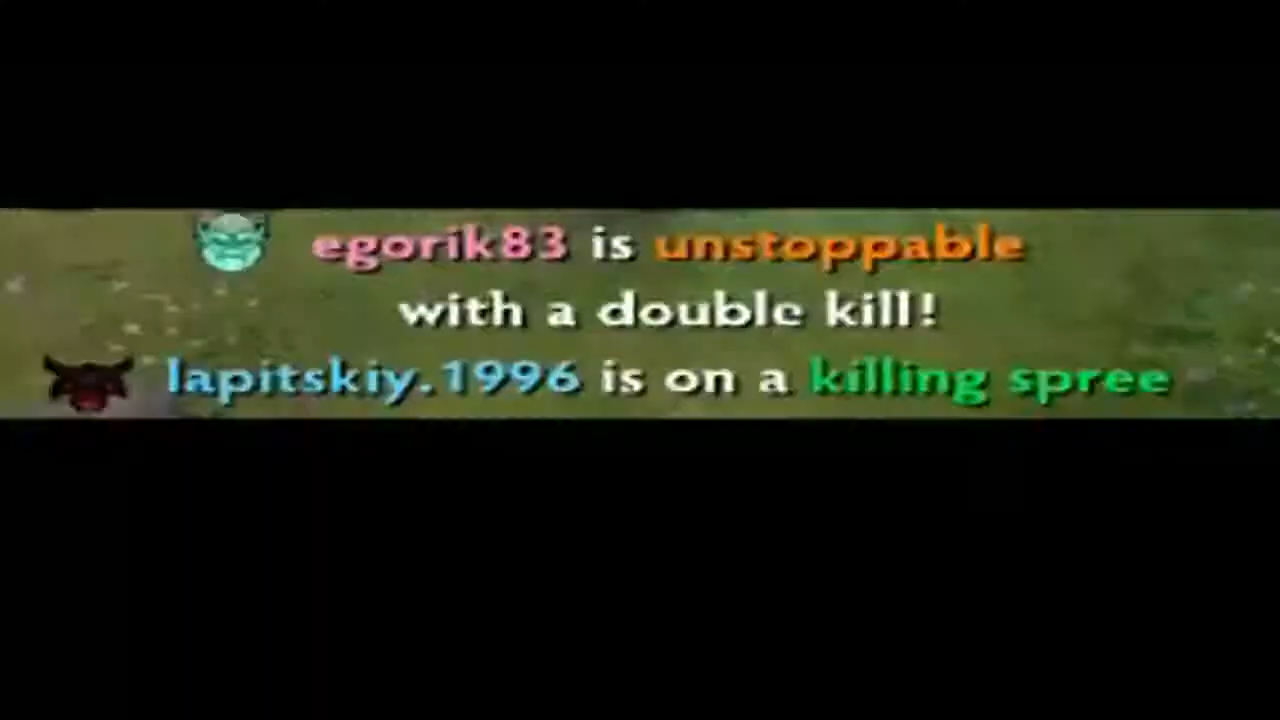 egorik83 is unstoppable
with a double kill!
lapitskiy.1996 is on a killing spree